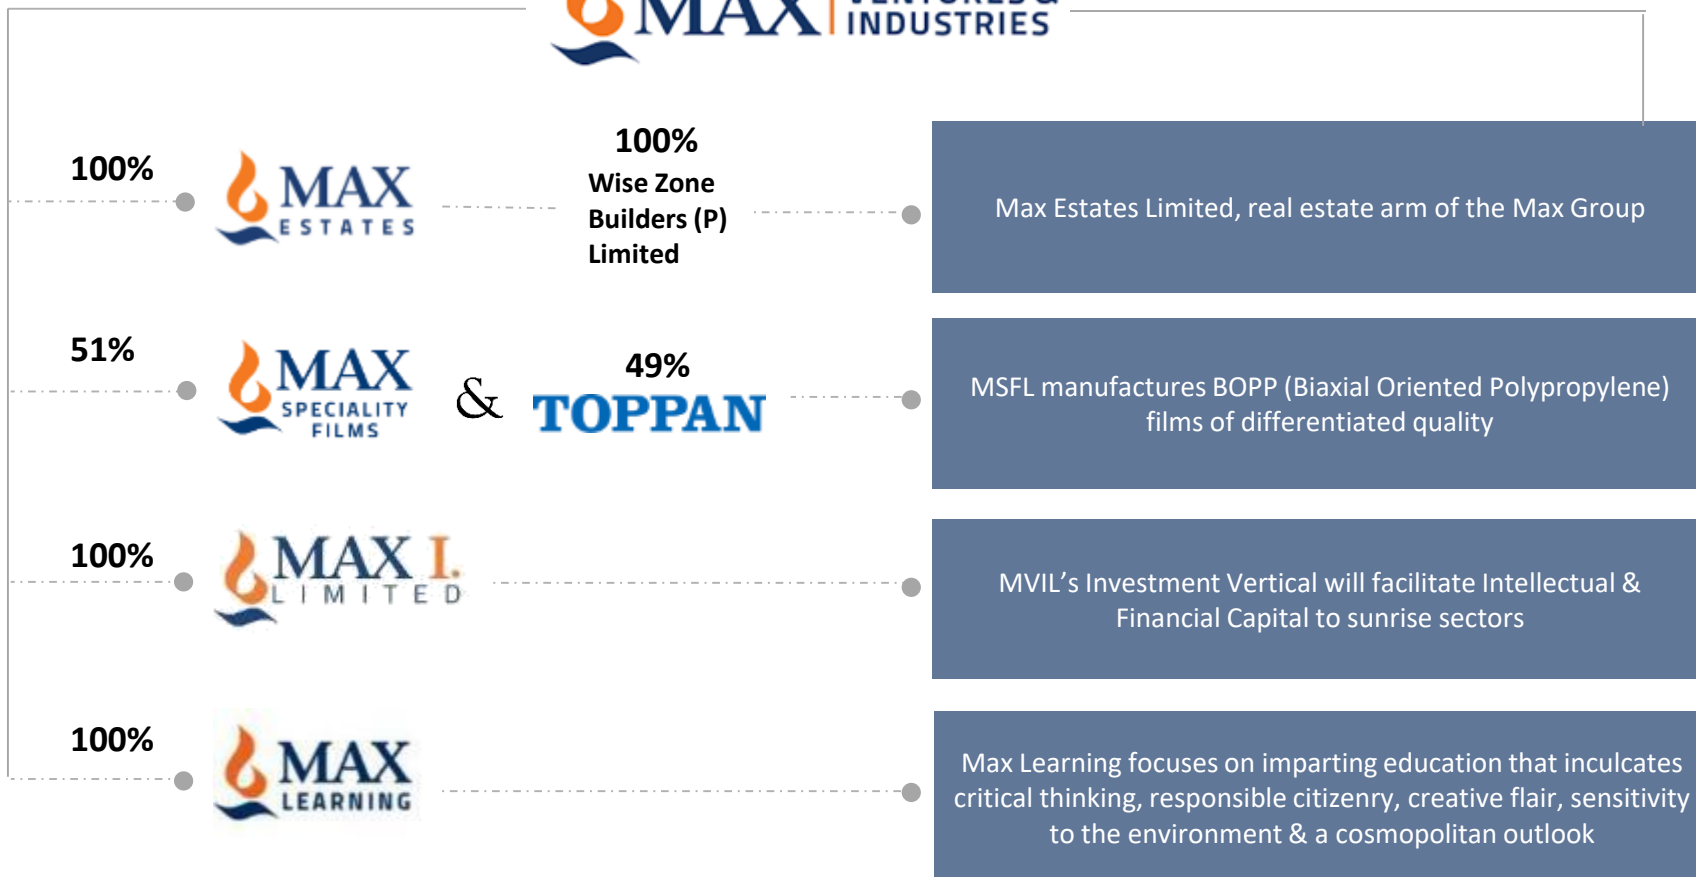 MAX
VENTURES &
INDUSTRIES
100%
MAX
ESTATES
100%
Wise Zone
Builders (P)
Limited
Max Estates Limited, real estate arm of the Max Group
51%
MAX
SPECIALITY
FILMS
&
49%
TOPPAN
MSFL manufactures BOPP (Biaxial Oriented Polypropylene)
films of differentiated quality
100%
MAX I.
LIMITED
MVIL’s Investment Vertical will facilitate Intellectual &
Financial Capital to sunrise sectors
100%
MAX
LEARNING
Max Learning focuses on imparting education that inculcates
critical thinking, responsible citizenry, creative flair, sensitivity
to the environment & a cosmopolitan outlook